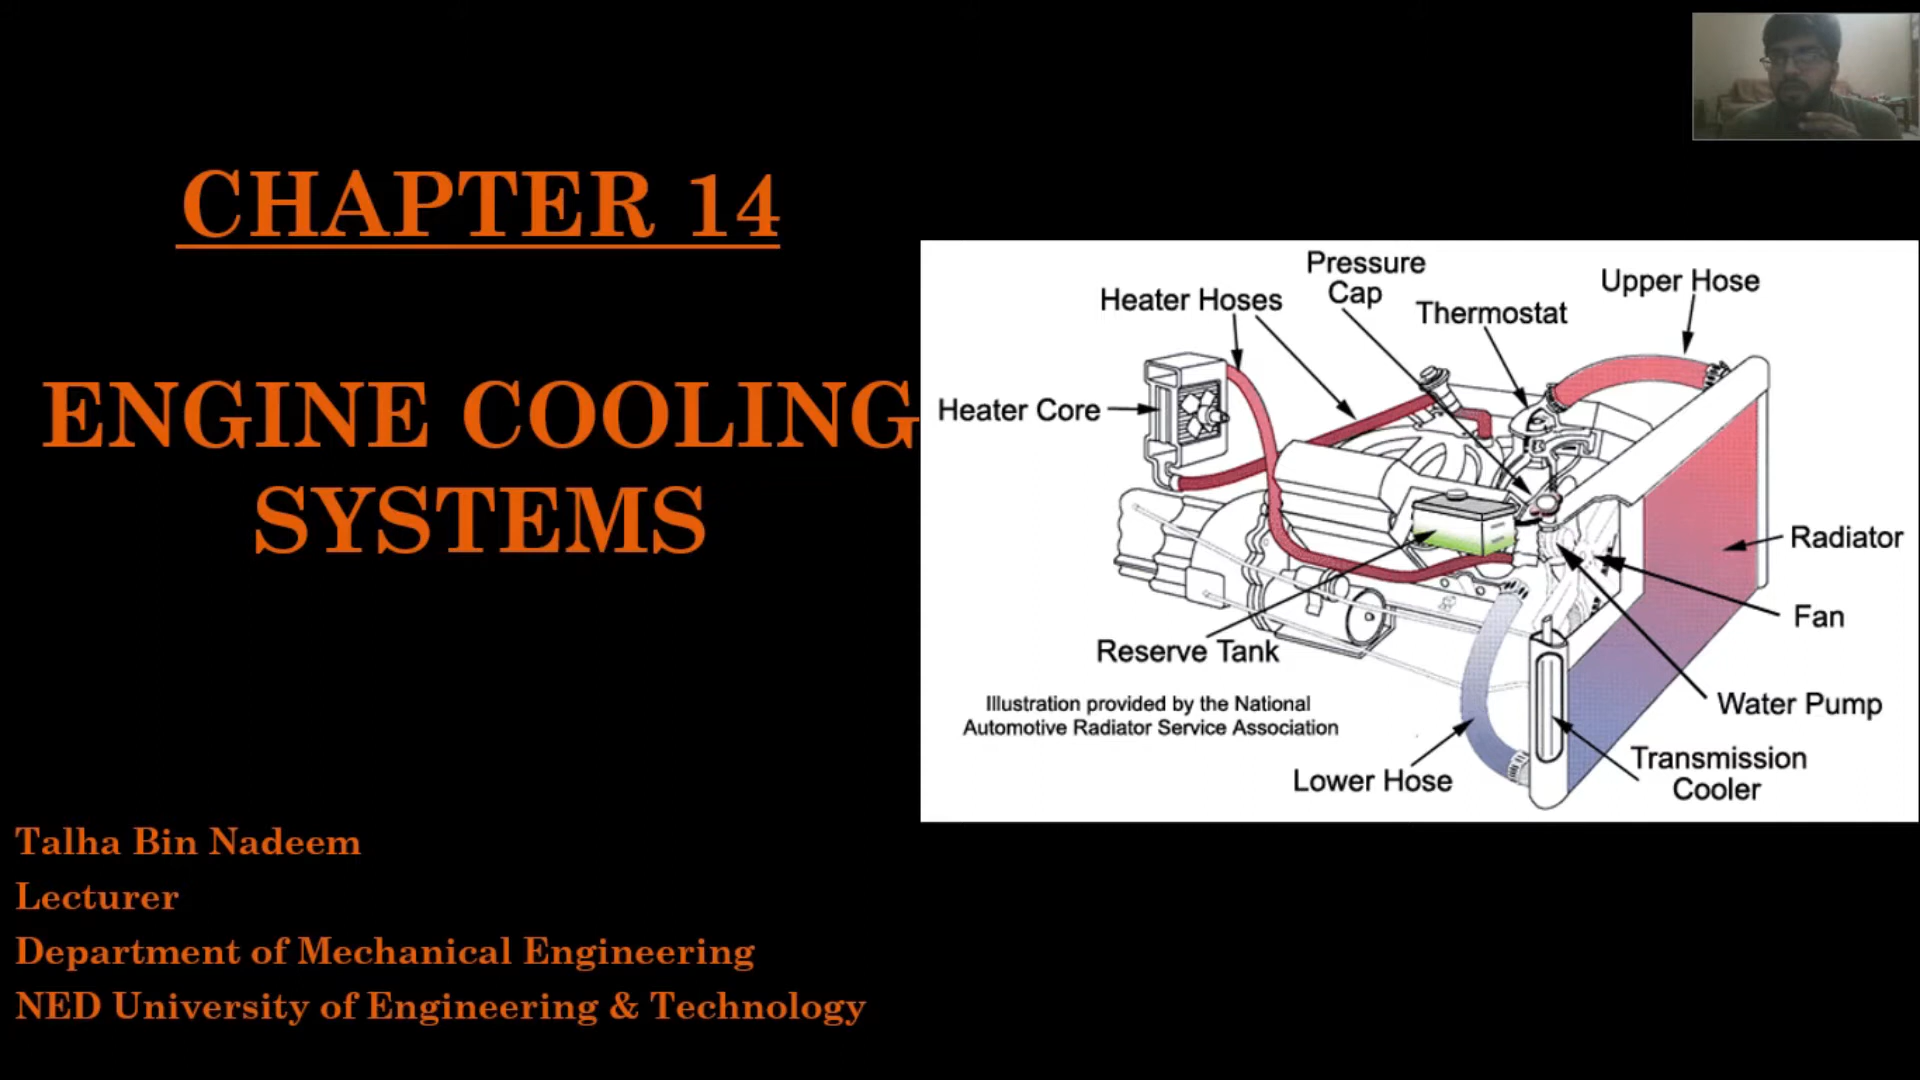 CHAPTER 14
ENGINE COOLING
SYSTEMS
Talha Bin Nadeem
Lecturer
Department of Mechanical Engineering
NED University of Engineering & Technology
Pressure
Cap
Upper Hose
Heater Hoses
Thermostat
Heater Core
Radiator
Fan
Reserve Tank
Water Pump
Illustration provided by the National
Automotive Radiator Service Association
Transmission
Cooler
Lower Hose